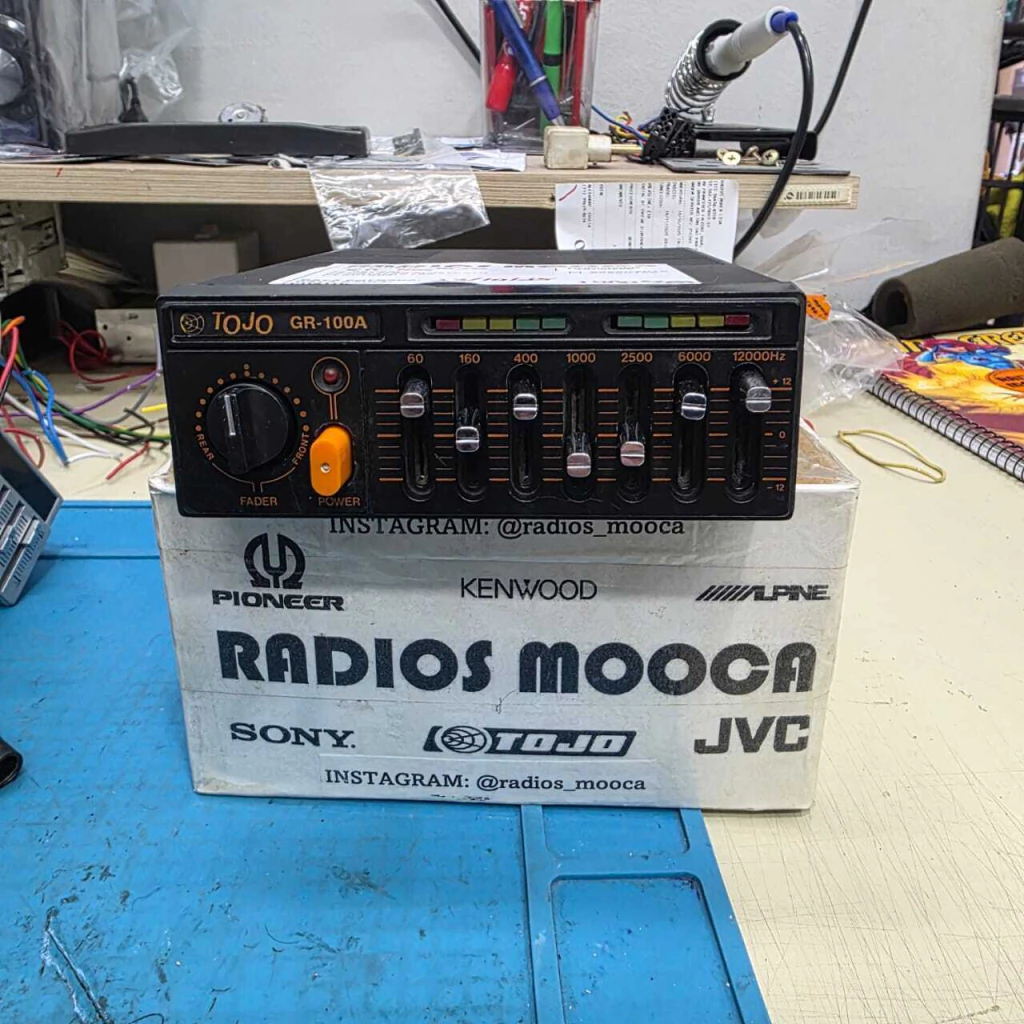 TOJO GR-100A
60 160 400 1000 2500 6000 12000Hz
+12
0
-12
REAR FRONT
FADER
POWER
INSTAGRAM: @radios_mooca
PIONEER KENWOOD ALPINE
RADIOS MOOCA
SONY. TOJO JVC
INSTAGRAM: @radios_mooca